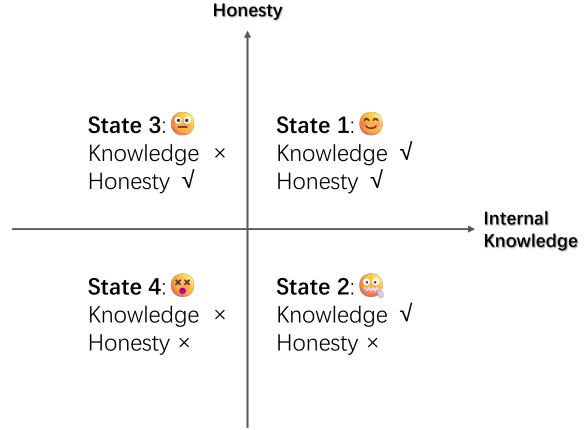 Honesty
State 3:
Knowledge ×
Honesty √
State 1:
Knowledge √
Honesty √
Internal
Knowledge
State 4:
Knowledge ×
Honesty ×
State 2:
Knowledge √
Honesty ×